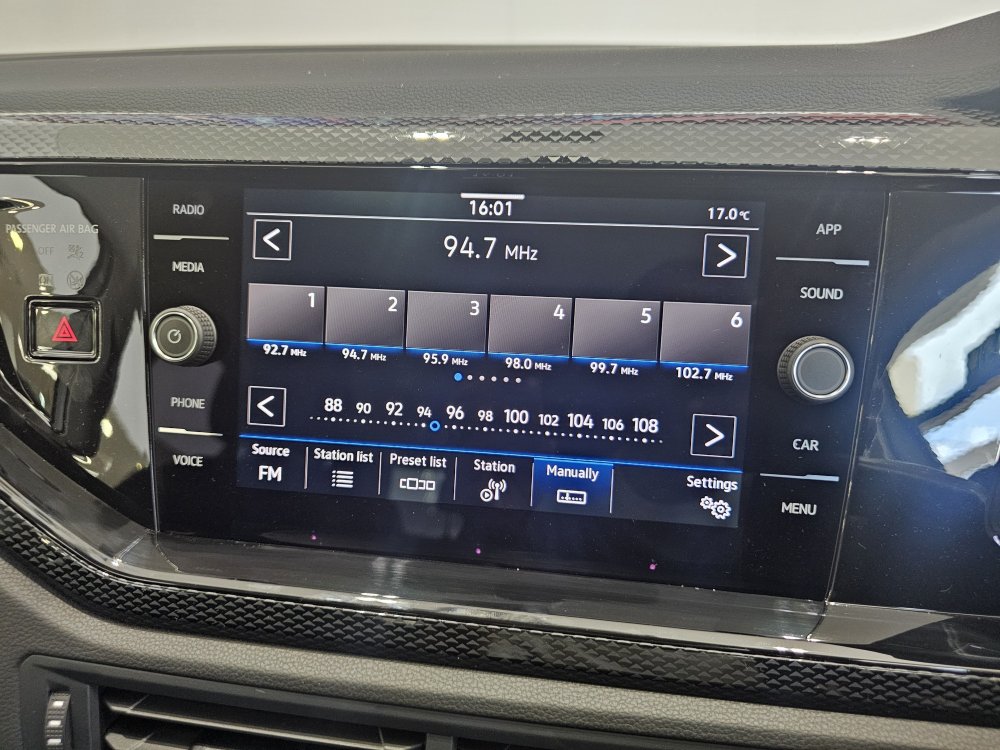 PASSENGER AIR BAG
OFF
RADIO
MEDIA
PHONE
VOICE
16:01
17.0°C
< 94.7 MHz >
1 2 3 4 5 6
92.7 MHz 94.7 MHz 95.9 MHz 98.0 MHz 99.7 MHz 102.7 MHz
< 88 90 92 94 96 98 100 102 104 106 108 >
Source Station list Preset list Station Manually Settings
FM
APP
SOUND
CAR
MENU